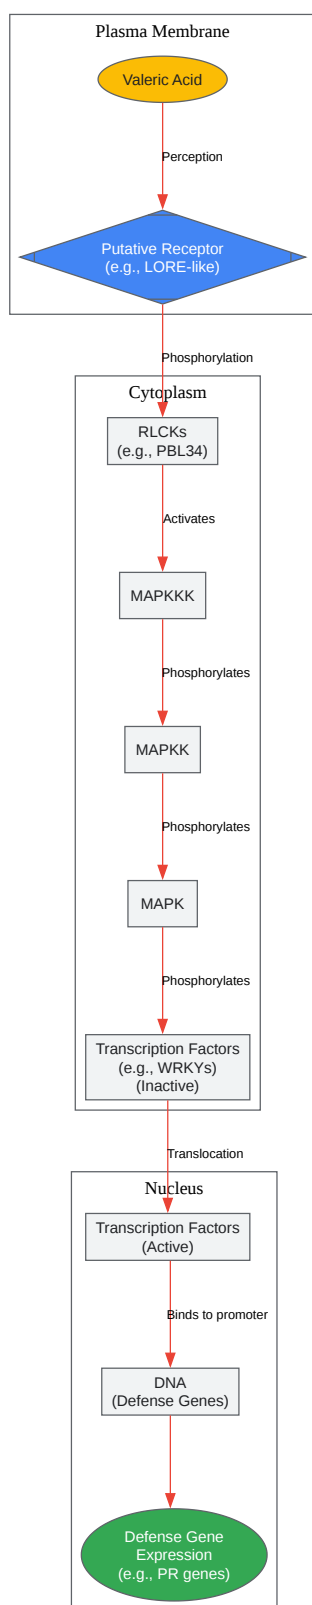 Plasma Membrane
Valeric Acid
Perception
Putative Receptor
(e.g., LORE-like)
Phosphorylation
Cytoplasm
RLCKs
(e.g., PBL34)
Activates
MAPKKK
Phosphorylates
MAPKK
Phosphorylates
MAPK
Phosphorylates
Transcription Factors
(e.g., WRKYs)
(Inactive)
Translocation
Nucleus
Transcription Factors
(Active)
Binds to promoter
DNA
(Defense Genes)
Defense Gene
Expression
(e.g., PR genes)